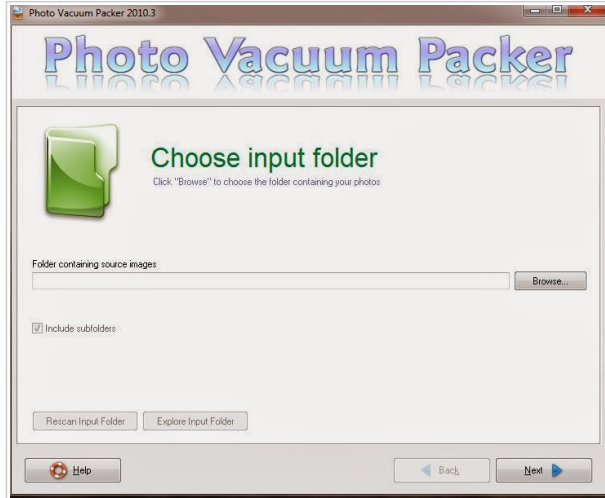 Photo Vacuum Packer 2010.3
Photo Vacuum Packer
Choose input folder
Click "Browse" to choose the folder containing your photos
Folder containing source images
Browse...
Include subfolders
Rescan Input Folder Explore Input Folder
Help Back Next